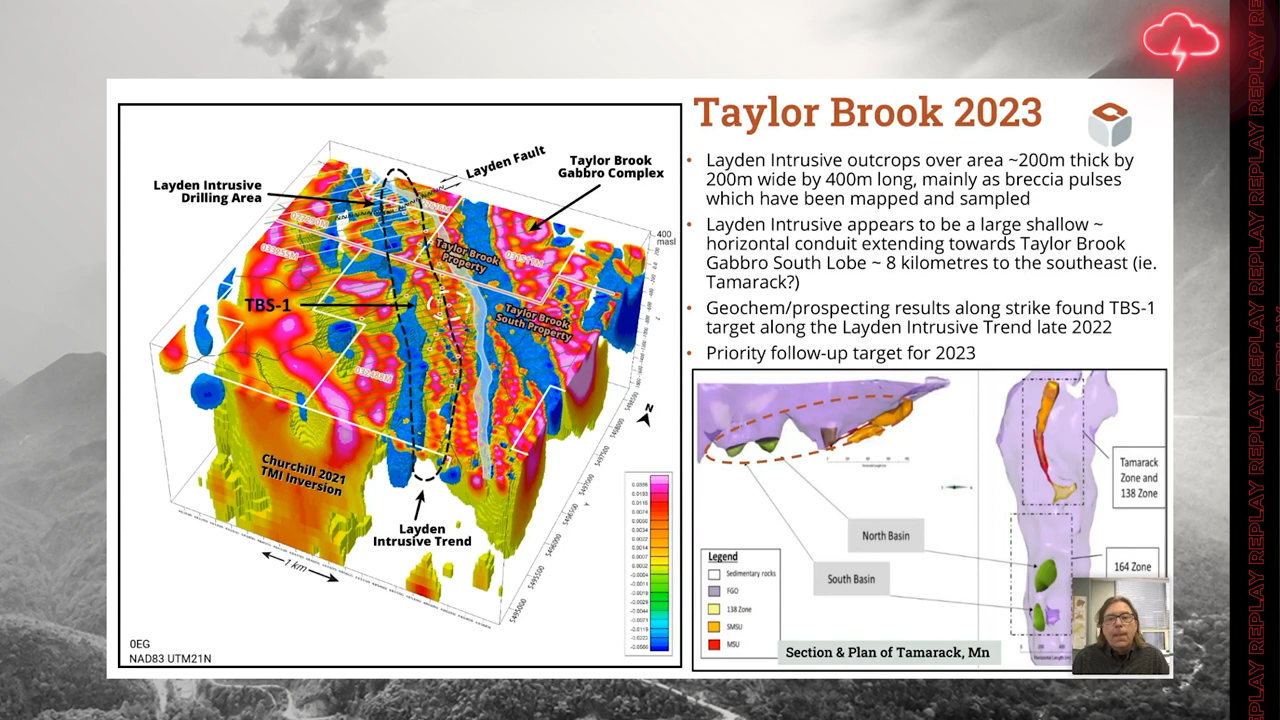 Taylor Brook 2023
Layden Intrusive outcrops over area ~200m thick by
200m wide by 400m long, mainly as breccia pulses
which have been mapped and sampled
Layden Intrusive appears to be a large shallow ~
horizontal conduit extending towards Taylor Brook
Gabbro South Lobe ~ 8 kilometres to the southeast (ie.
Tamarack?)
Geochem/prospecting results along strike found TBS-1
target along the Layden Intrusive Trend late 2022
Priority follow-up target for 2023
Layden Fault
Taylor Brook
Gabbro Complex
Layden Intrusive
Drilling Area
400
masl
Taylor Brook
Property
TBS-1
Taylor Brook
South Property
N
Churchill 2021
TMI Inversion
Layden
Intrusive Trend
1 km
0EG
NAD83 UTM21N
Tamarack
Zone and
138 Zone
North Basin
South Basin
164 Zone
Legend
Sedimentary rocks
FGO
138 Zone
SMSU
MSU
Section & Plan of Tamarack, Mn
REPLAY REPLAY REPLAY REPLAY REPLAY REPLAY REPLAY